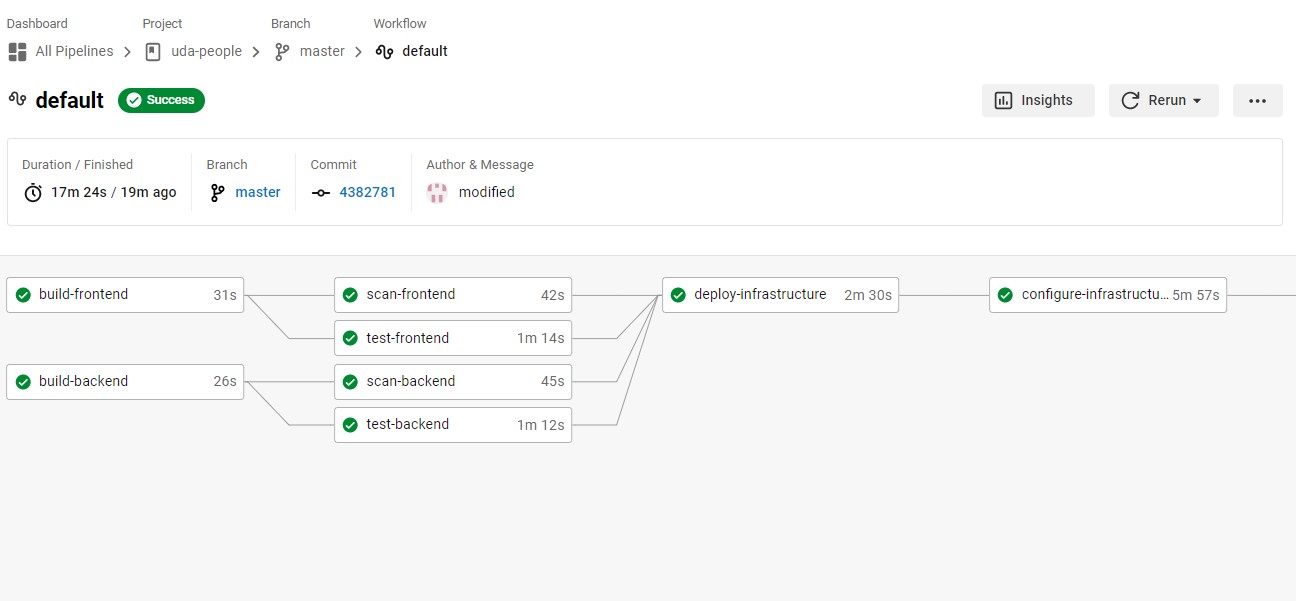 Dashboard Project Branch Workflow
All Pipelines uda-people master default
default Success Insights Rerun
Duration / Finished Branch Commit Author & Message
17m 24s / 19m ago master 4382781 modified
build-frontend 31s scan-frontend 42s deploy-infrastructure 2m 30s configure-infrastructu... 5m 57s
test-frontend 1m 14s
build-backend 26s scan-backend 45s
test-backend 1m 12s